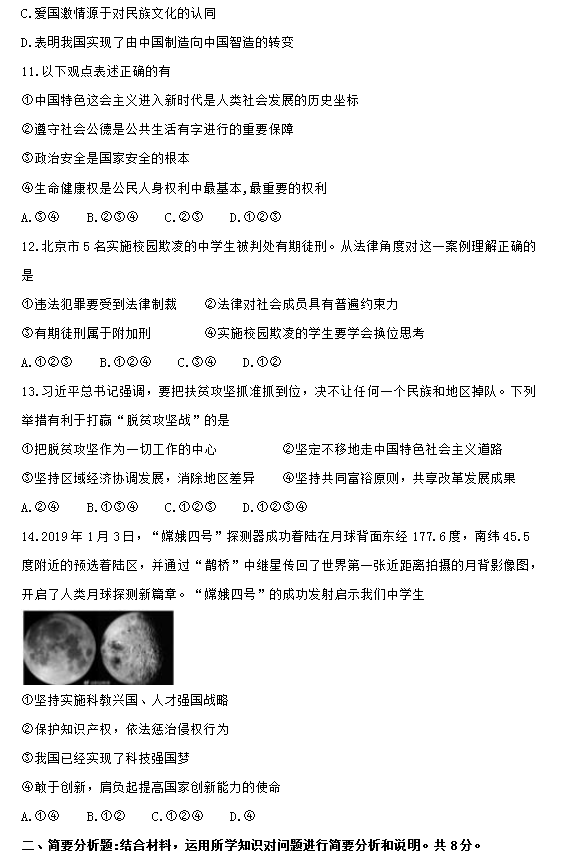 C.爱国激情源于对民族文化的认同
D.表明我国实现了由中国制造向中国智造的转变
11.以下观点表述正确的有
①中国特色这会主义进入新时代是人类社会发展的历史坐标
②遵守社会公德是公共生活有字进行的重要保障
③政治安全是国家安全的根本
④生命健康权是公民人身权利中最基本,最重要的权利
A.③④ B.②③④ C.②③ D.①②③
12.北京市5名实施校园欺凌的中学生被判处有期徒刑。从法律角度对这一案例理解正确的
是
①违法犯罪要受到法律制裁 ②法律对社会成员具有普遍约束力
③有期徒刑属于附加刑 ④实施校园欺凌的学生要学会换位思考
A.①②③ B.①②④ C.③④ D.①②
13.习近平总书记强调，要把扶贫攻坚抓准抓到位，决不让任何一个民族和地区掉队。下列
举措有利于打赢“脱贫攻坚战”的是
①把脱贫攻坚作为一切工作的中心 ②坚定不移地走中国特色社会主义道路
③坚持区域经济协调发展，消除地区差异 ④坚持共同富裕原则，共享改革发展成果
A.②④ B.①③④ C.①②③ D.①②③④
14.2019年1月3日，“嫦娥四号”探测器成功着陆在月球背面东经177.6度，南纬45.5
度附近的预选着陆区，并通过“鹊桥”中继星传回了世界第一张近距离拍摄的月背影像图，
开启了人类月球探测新篇章。“嫦娥四号”的成功发射启示我们中学生
①坚持实施科教兴国、人才强国战略
②保护知识产权，依法惩治侵权行为
③我国已经实现了科技强国梦
④敢于创新，肩负起提高国家创新能力的使命
A.①④ B.①② C.①②④ D.④
二、简要分析题:结合材料，运用所学知识对问题进行简要分析和说明。共8分。